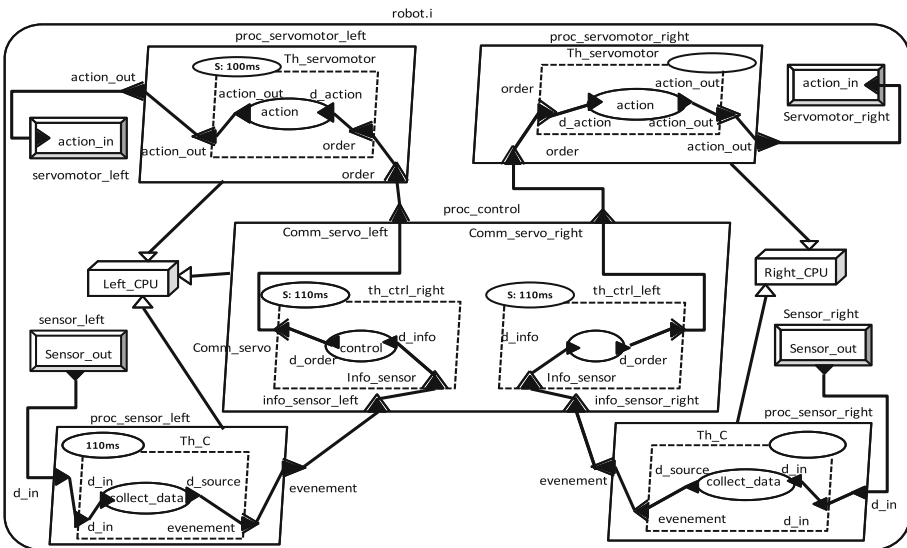 robot.i
proc_servomotor_left
proc_servomotor_right
S: 100ms
Th_servomotor
Th_servomotor
action_out
action_out
d_action
action
order
action_out
action
d_action
action_out
action_in
Servomotor_right
action_in
servomotor_left
action_out
order
order
order
action_out
proc_control
Comm_servo_left
Comm_servo_right
Left_CPU
Right_CPU
S: 110ms
th_ctrl_right
S: 110ms
th_ctrl_left
sensor_left
Sensor_right
Sensor_out
Sensor_out
Comm_servo
d_info
control
d_order
Info_sensor
d_info
d_order
Info_sensor
info_sensor_left
info_sensor_right
proc_sensor_left
proc_sensor_right
110ms
Th_C
Th_C
d_in
d_in
d_source
collect_data
d_in
evenement
evenement
evenement
d_source
d_in
collect_data
evenement
d_in
d_in